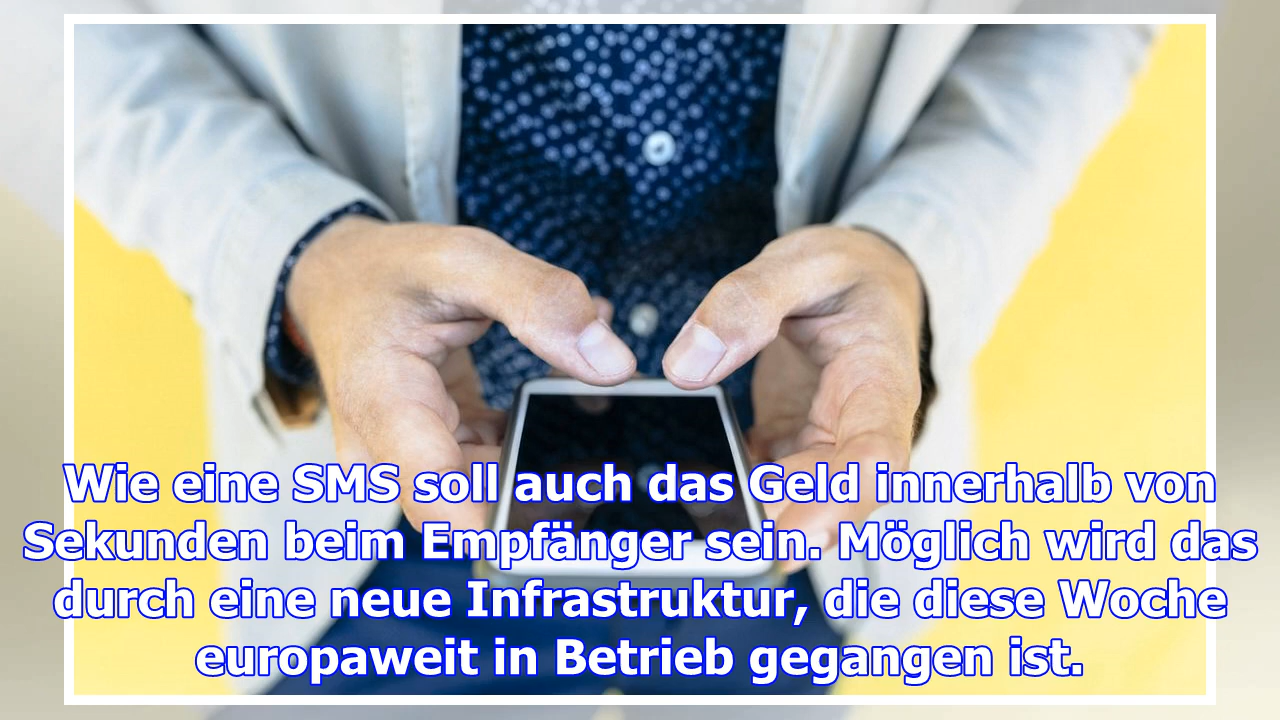 Wie eine SMS soll auch das Geld innerhalb von
Sekunden beim Empfänger sein. Möglich wird das
durch eine neue Infrastruktur, die diese Woche
europaweit in Betrieb gegangen ist.